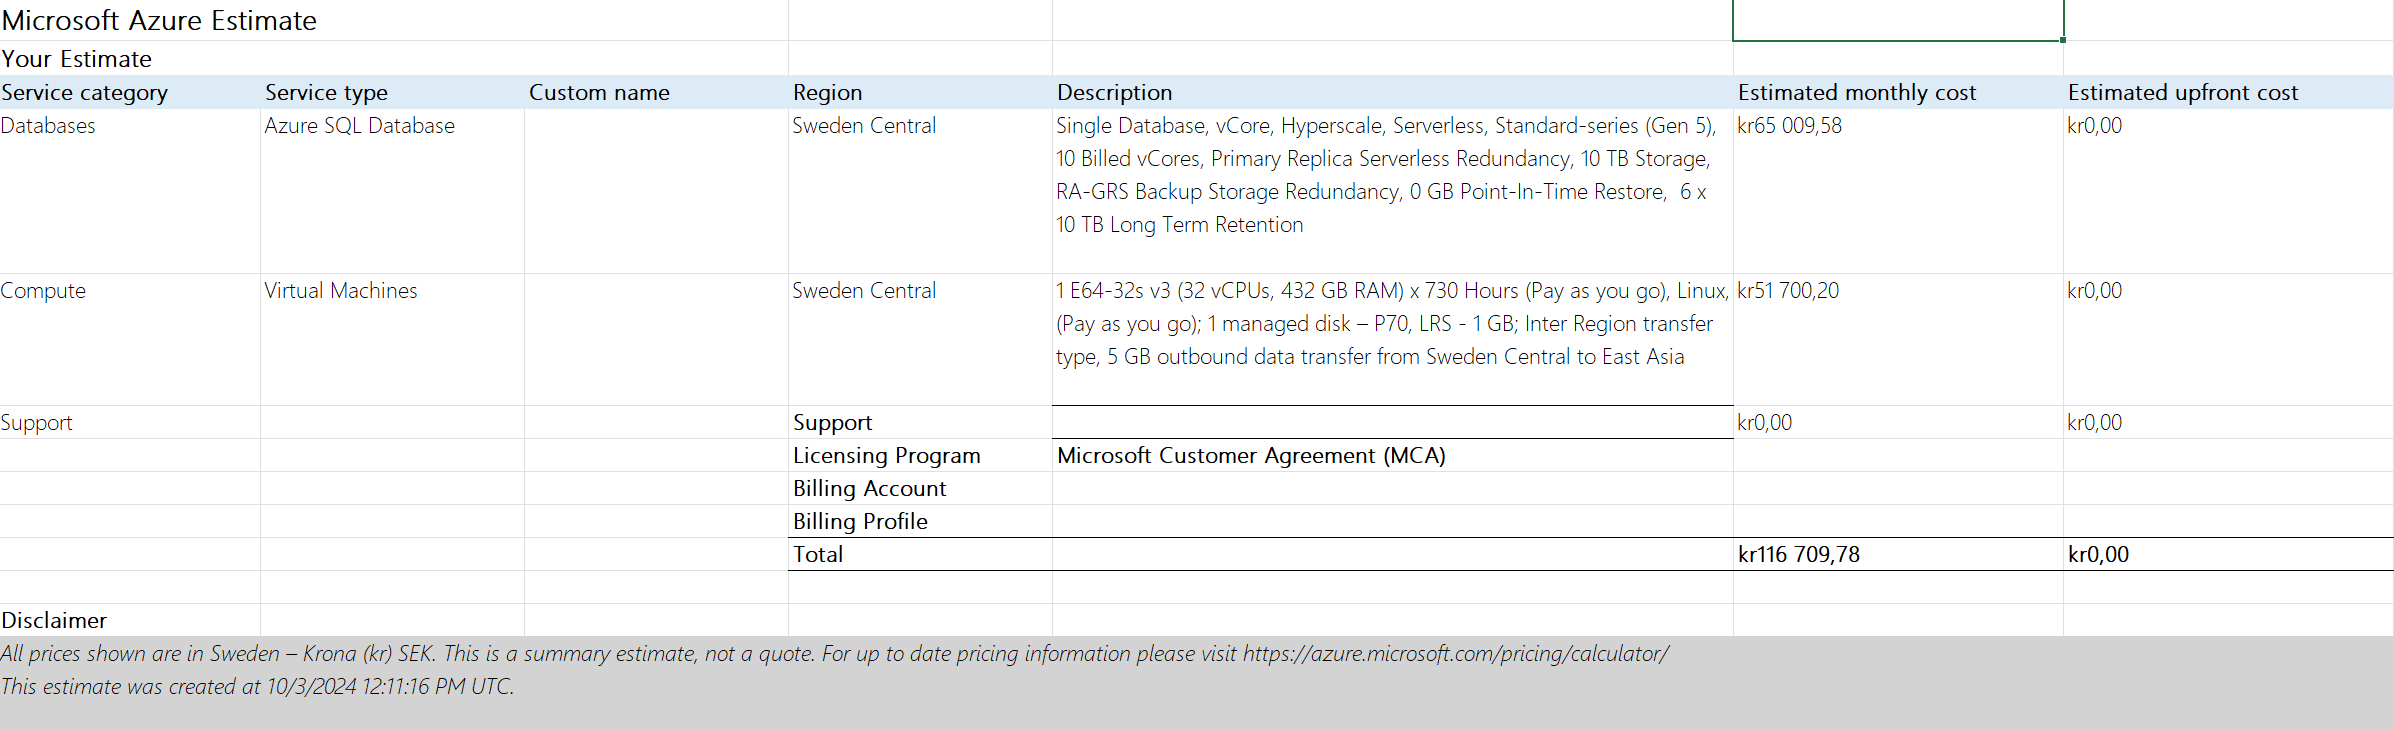 Microsoft Azure Estimate
Your Estimate
Service category Service type Custom name Region Description Estimated monthly cost Estimated upfront cost
Databases Azure SQL Database Sweden Central Single Database, vCore, Hyperscale, Serverless, Standard-series (Gen 5), kr65 009,58 kr0,00
10 Billed vCores, Primary Replica Serverless Redundancy, 10 TB Storage,
RA-GRS Backup Storage Redundancy, 0 GB Point-In-Time Restore,  6 x
10 TB Long Term Retention
Compute Virtual Machines Sweden Central 1 E64-32s v3 (32 vCPUs, 432 GB RAM) x 730 Hours (Pay as you go), Linux, kr51 700,20 kr0,00
(Pay as you go); 1 managed disk – P70, LRS - 1 GB; Inter Region transfer
type, 5 GB outbound data transfer from Sweden Central to East Asia
Support Support kr0,00 kr0,00
Licensing Program Microsoft Customer Agreement (MCA)
Billing Account
Billing Profile
Total kr116 709,78 kr0,00
Disclaimer
All prices shown are in Sweden – Krona (kr) SEK. This is a summary estimate, not a quote. For up to date pricing information please visit https://azure.microsoft.com/pricing/calculator/
This estimate was created at 10/3/2024 12:11:16 PM UTC.